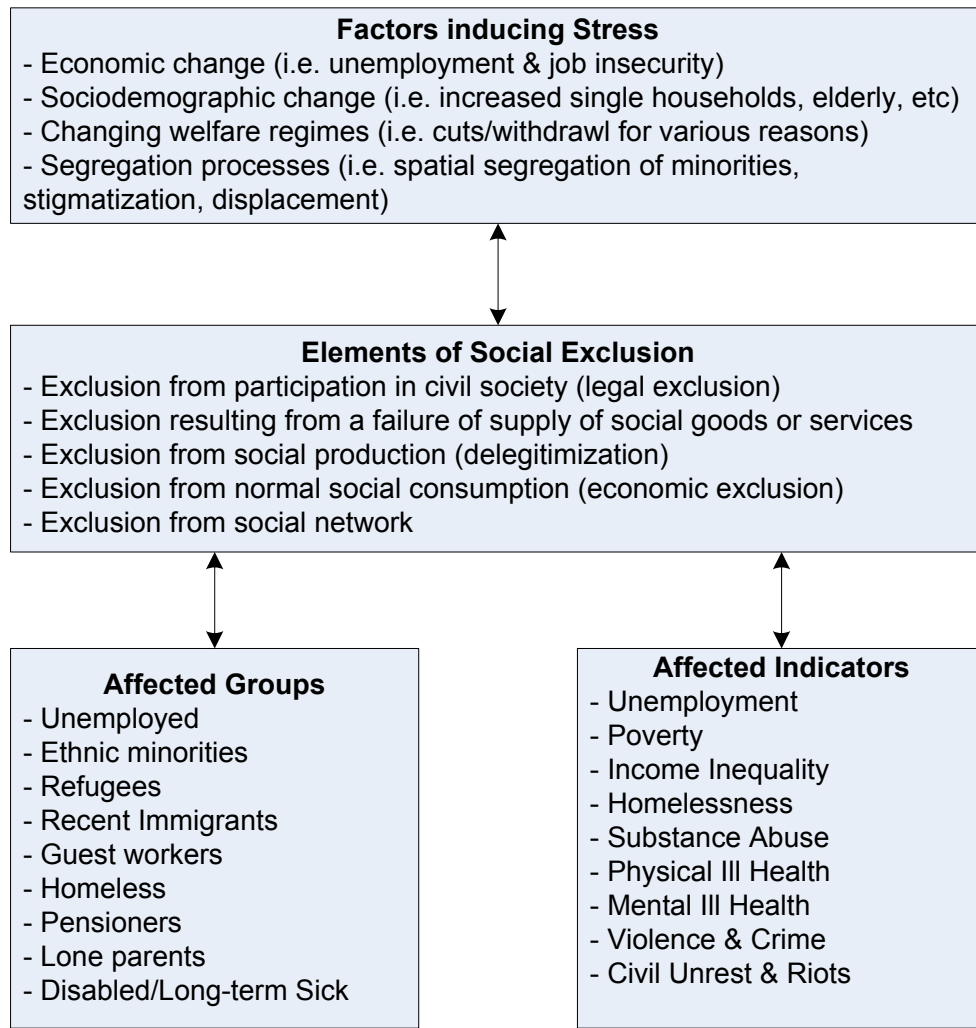 Factors inducing Stress
- Economic change (i.e. unemployment & job insecurity)
- Sociodemographic change (i.e. increased single households, elderly, etc)
- Changing welfare regimes (i.e. cuts/withdrawl for various reasons)
- Segregation processes (i.e. spatial segregation of minorities,
stigmatization, displacement)
Elements of Social Exclusion
- Exclusion from participation in civil society (legal exclusion)
- Exclusion resulting from a failure of supply of social goods or services
- Exclusion from social production (delegitimization)
- Exclusion from normal social consumption (economic exclusion)
- Exclusion from social network
Affected Groups
- Unemployed
- Ethnic minorities
- Refugees
- Recent Immigrants
- Guest workers
- Homeless
- Pensioners
- Lone parents
- Disabled/Long-term Sick
Affected Indicators
- Unemployment
- Poverty
- Income Inequality
- Homelessness
- Substance Abuse
- Physical Ill Health
- Mental Ill Health
- Violence & Crime
- Civil Unrest & Riots